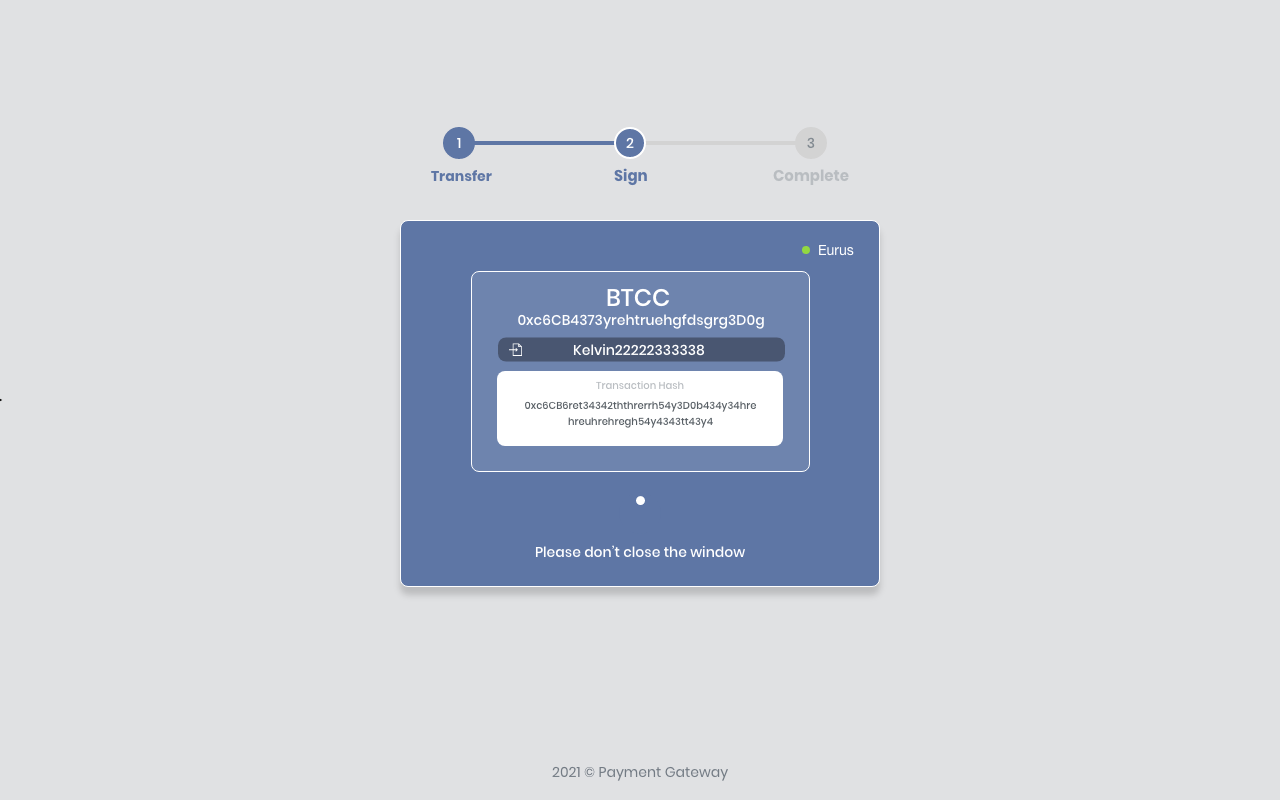 1
2
3
Transfer
Sign
Complete
Eurus
BTCC
0xc6CB4373yrehtruehgfdsgrg3D0g
Kelvin22222333338
Transaction Hash
0xc6CB6ret34342ththrerrh54y3D0b434y34hre
hreuhrehregh54y4343tt43y4
Please don't close the window
2021 © Payment Gateway